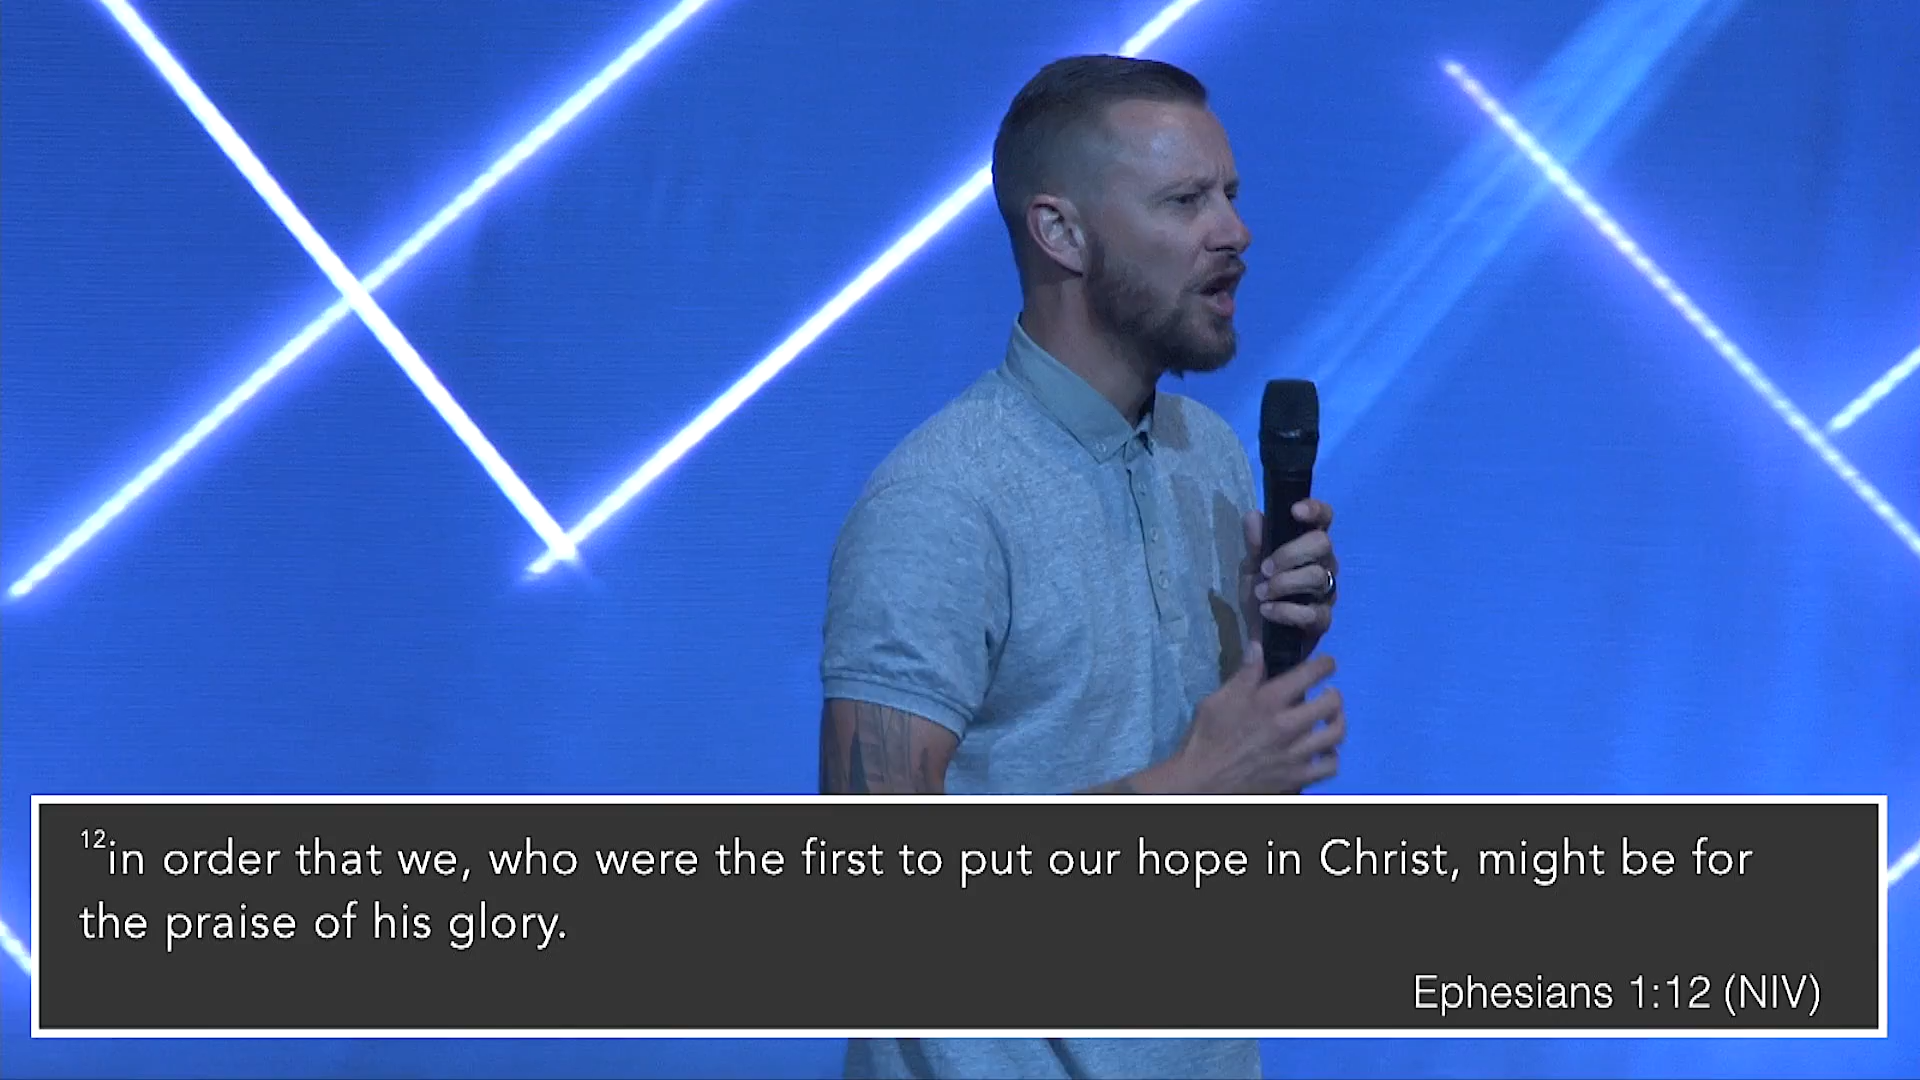 12in order that we, who were the first to put our hope in Christ, might be for
the praise of his glory.
Ephesians 1:12 (NIV)